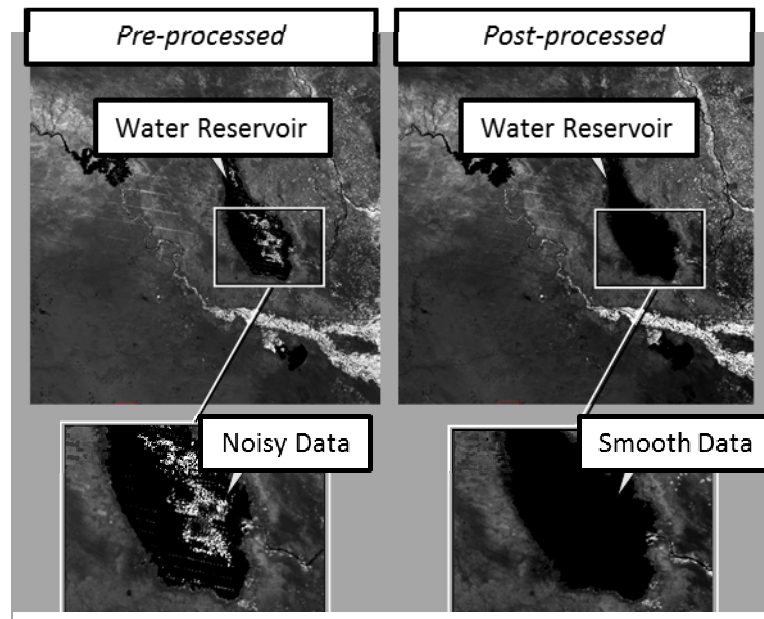 Pre-processed
Post-processed
Water Reservoir
Water Reservoir
Noisy Data
Smooth Data